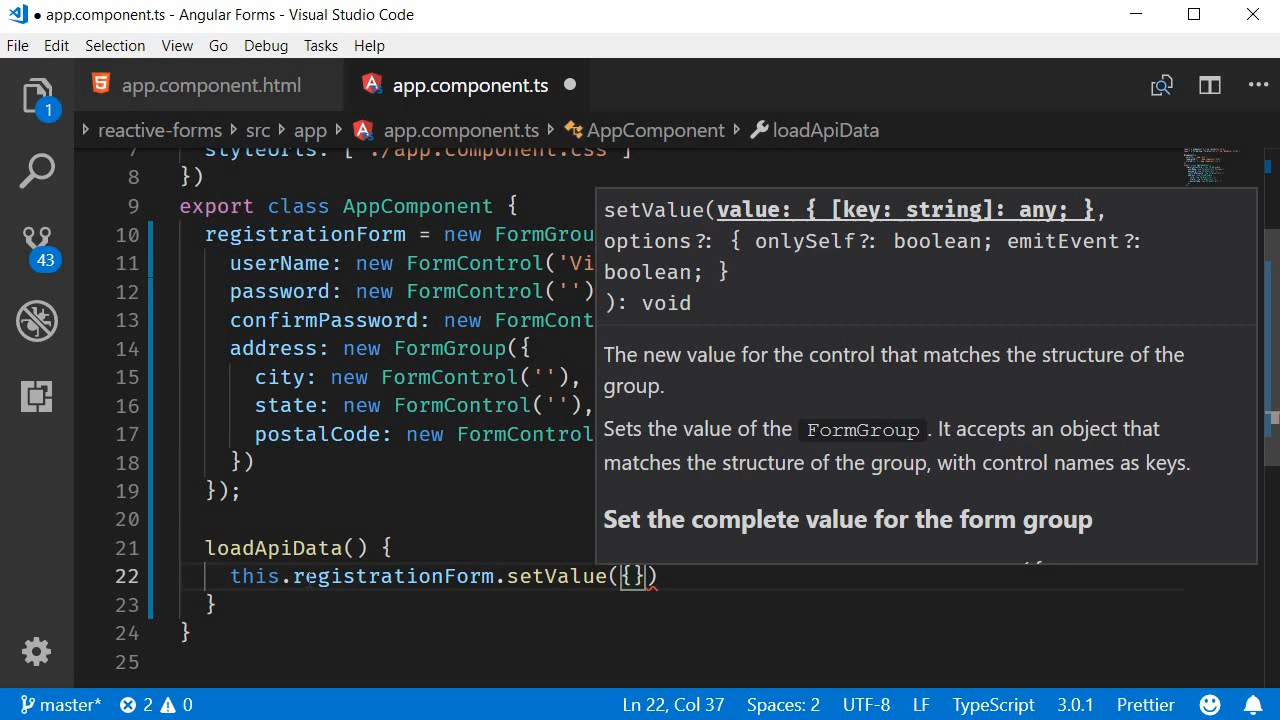 ● app.component.ts - Angular Forms - Visual Studio Code
File Edit Selection View Go Debug Tasks Help
app.component.html app.component.ts ●
reactive-forms src app app.component.ts AppComponent loadApiData
1
43
7 styleUrls: [ './app.component.css' ]
8 })
9 export class AppComponent {
10 registrationForm = new FormGrou
11 userName: new FormControl('Vi
12 password: new FormControl('')
13 confirmPassword: new FormCont
14 address: new FormGroup({
15 city: new FormControl(''),
16 state: new FormControl(''),
17 postalCode: new FormControl
18 })
19 });
20
21 loadApiData() {
22 this.registrationForm.setValue({})
23 }
24 }
25
setValue(value: { [key: string]: any; },
options?: { onlySelf?: boolean; emitEvent?:
boolean; }
): void
The new value for the control that matches the structure of the
group.
Sets the value of the FormGroup. It accepts an object that
matches the structure of the group, with control names as keys.
Set the complete value for the form group
master* 2 0 Ln 22, Col 37 Spaces: 2 UTF-8 LF TypeScript 3.0.1 Prettier